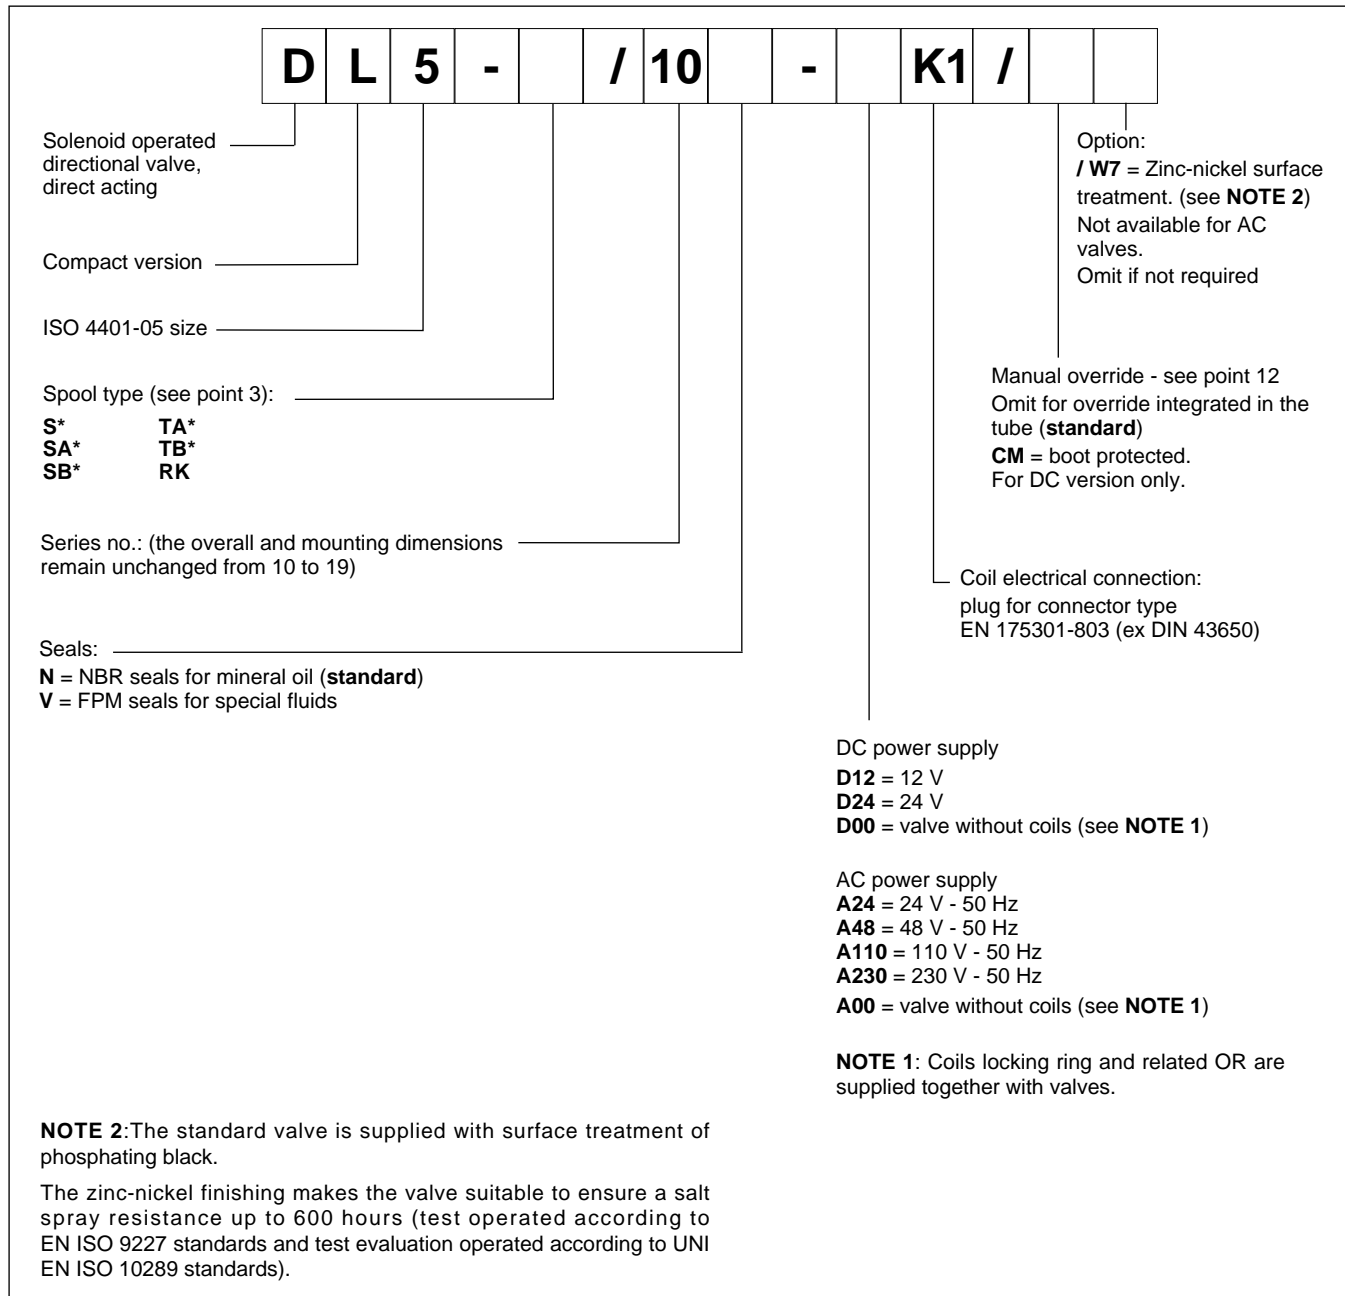 D L 5 - / 10 - K1 /
Solenoid operated
directional valve,
direct acting
Compact version
ISO 4401-05 size
Spool type (see point 3):
S* TA*
SA* TB*
SB* RK
Series no.: (the overall and mounting dimensions
remain unchanged from 10 to 19)
Seals:
N = NBR seals for mineral oil (standard)
V = FPM seals for special fluids
Option:
/ W7 = Zinc-nickel surface
treatment. (see NOTE 2)
Not available for AC
valves.
Omit if not required
Manual override - see point 12
Omit for override integrated in the
tube (standard)
CM = boot protected.
For DC version only.
Coil electrical connection:
plug for connector type
EN 175301-803 (ex DIN 43650)
DC power supply
D12 = 12 V
D24 = 24 V
D00 = valve without coils (see NOTE 1)
AC power supply
A24 = 24 V - 50 Hz
A48 = 48 V - 50 Hz
A110 = 110 V - 50 Hz
A230 = 230 V - 50 Hz
A00 = valve without coils (see NOTE 1)
NOTE 1: Coils locking ring and related OR are
supplied together with valves.
NOTE 2:The standard valve is supplied with surface treatment of
phosphating black.
The zinc-nickel finishing makes the valve suitable to ensure a salt
spray resistance up to 600 hours (test operated according to
EN ISO 9227 standards and test evaluation operated according to UNI
EN ISO 10289 standards).